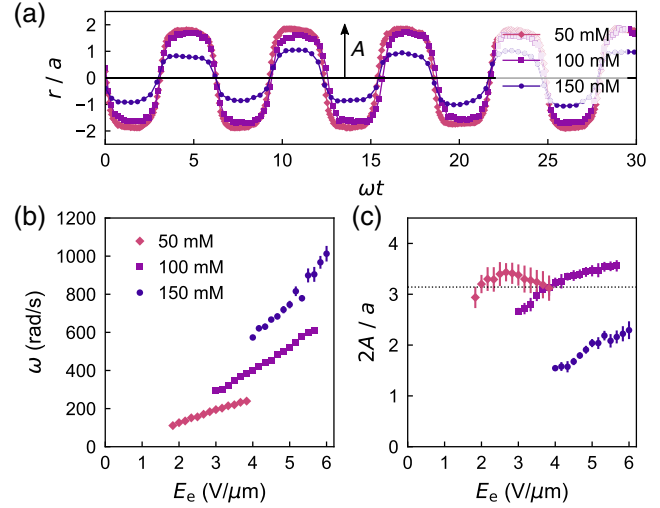 (a)
2
1
0
−1
−2
r / a
A
50 mM
100 mM
150 mM
0 5 10 15 20 25 30
ωt
(b)
1200
1000
800
600
400
200
0
ω (rad/s)
50 mM
100 mM
150 mM
0 1 2 3 4 5 6
Ee (V/μm)
(c)
4
3
2
1
0
2A / a
0 1 2 3 4 5 6
Ee (V/μm)